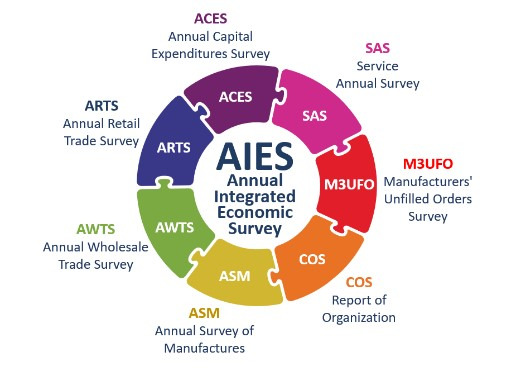 ACES
Annual Capital
Expenditures Survey
SAS
Service
Annual Survey
M3UFO
Manufacturers'
Unfilled Orders
Survey
COS
Report of
Organization
ASM
Annual Survey of
Manufactures
AWTS
Annual Wholesale
Trade Survey
ARTS
Annual Retail
Trade Survey
ACES
SAS
M3UFO
COS
ASM
AWTS
ARTS
AIES
Annual
Integrated
Economic
Survey